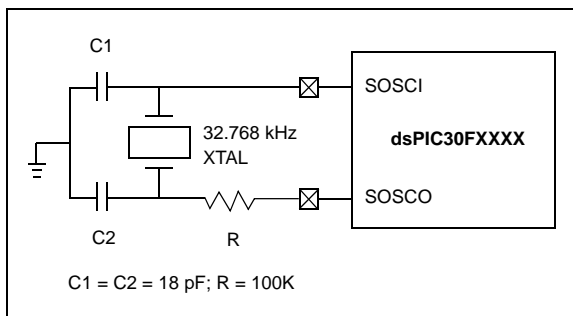 C1
SOSCI
32.768 kHz
XTAL
dsPIC30FXXXX
SOSCO
C2
R
C1 = C2 = 18 pF; R = 100K